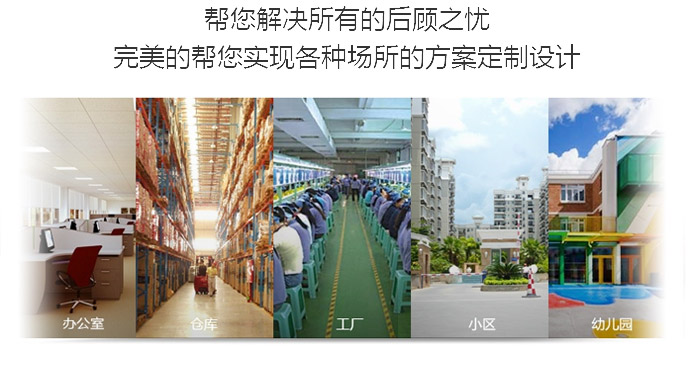 帮您解决所有的后顾之忧
完美的帮您实现各种场所的方案定制设计
办公室 仓库 工厂 小区 幼儿园